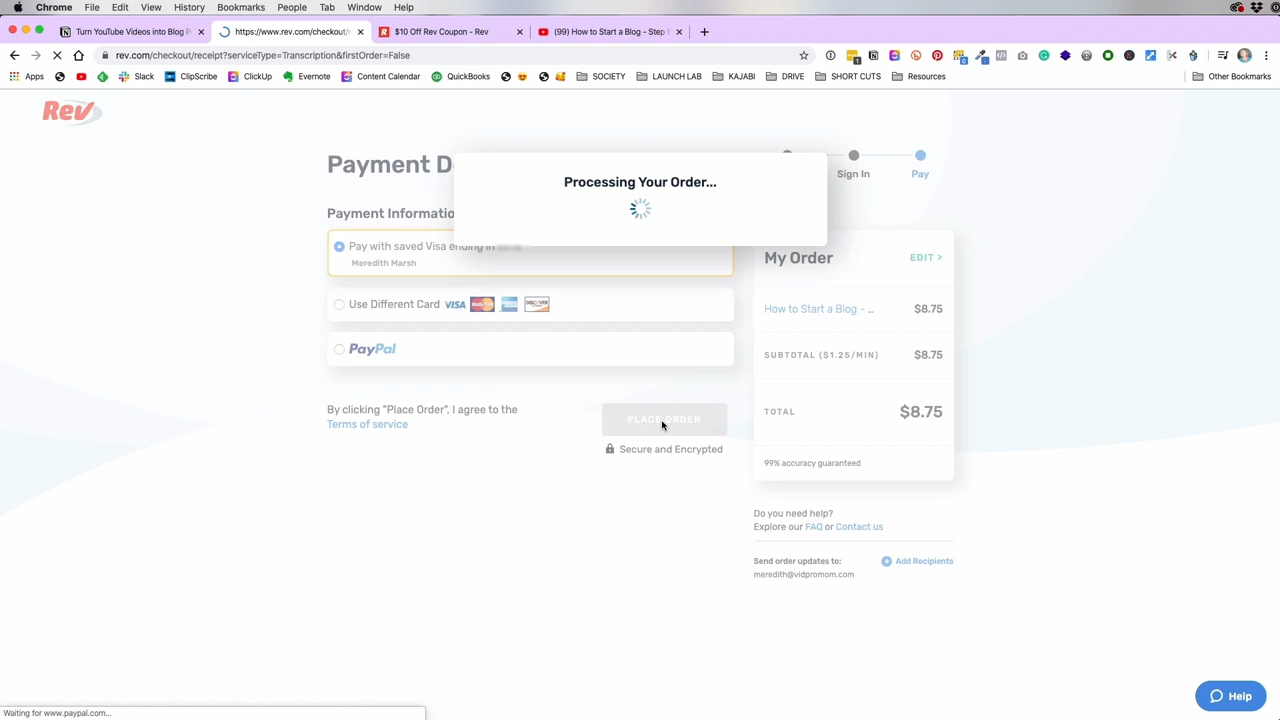 Chrome File Edit View History Bookmarks People Tab Window Help
Turn YouTube Videos into Blog P
https://www.rev.com/checkout/
$10 Off Rev Coupon - Rev
(99) How to Start a Blog - Step
rev.com/checkout/receipt?serviceType=Transcription&firstOrder=False
Apps Slack ClipScribe ClickUp Evernote Content Calendar QuickBooks SOCIETY LAUNCH LAB KAJABI DRIVE SHORT CUTS Resources Other Bookmarks
Rev
Payment D
Sign In
Pay
Processing Your Order...
Payment Informatio
Pay with saved Visa ending in
Meredith Marsh
Use Different Card VISA
PayPal
By clicking "Place Order", I agree to the
Terms of service
PLACE ORDER
Secure and Encrypted
My Order
EDIT >
How to Start a Blog - ... $8.75
SUBTOTAL ($1.25/MIN) $8.75
TOTAL $8.75
99% accuracy guaranteed
Do you need help?
Explore our FAQ or Contact us
Send order updates to:
Add Recipients
meredith@vidpromom.com
Help
Waiting for www.paypal.com...